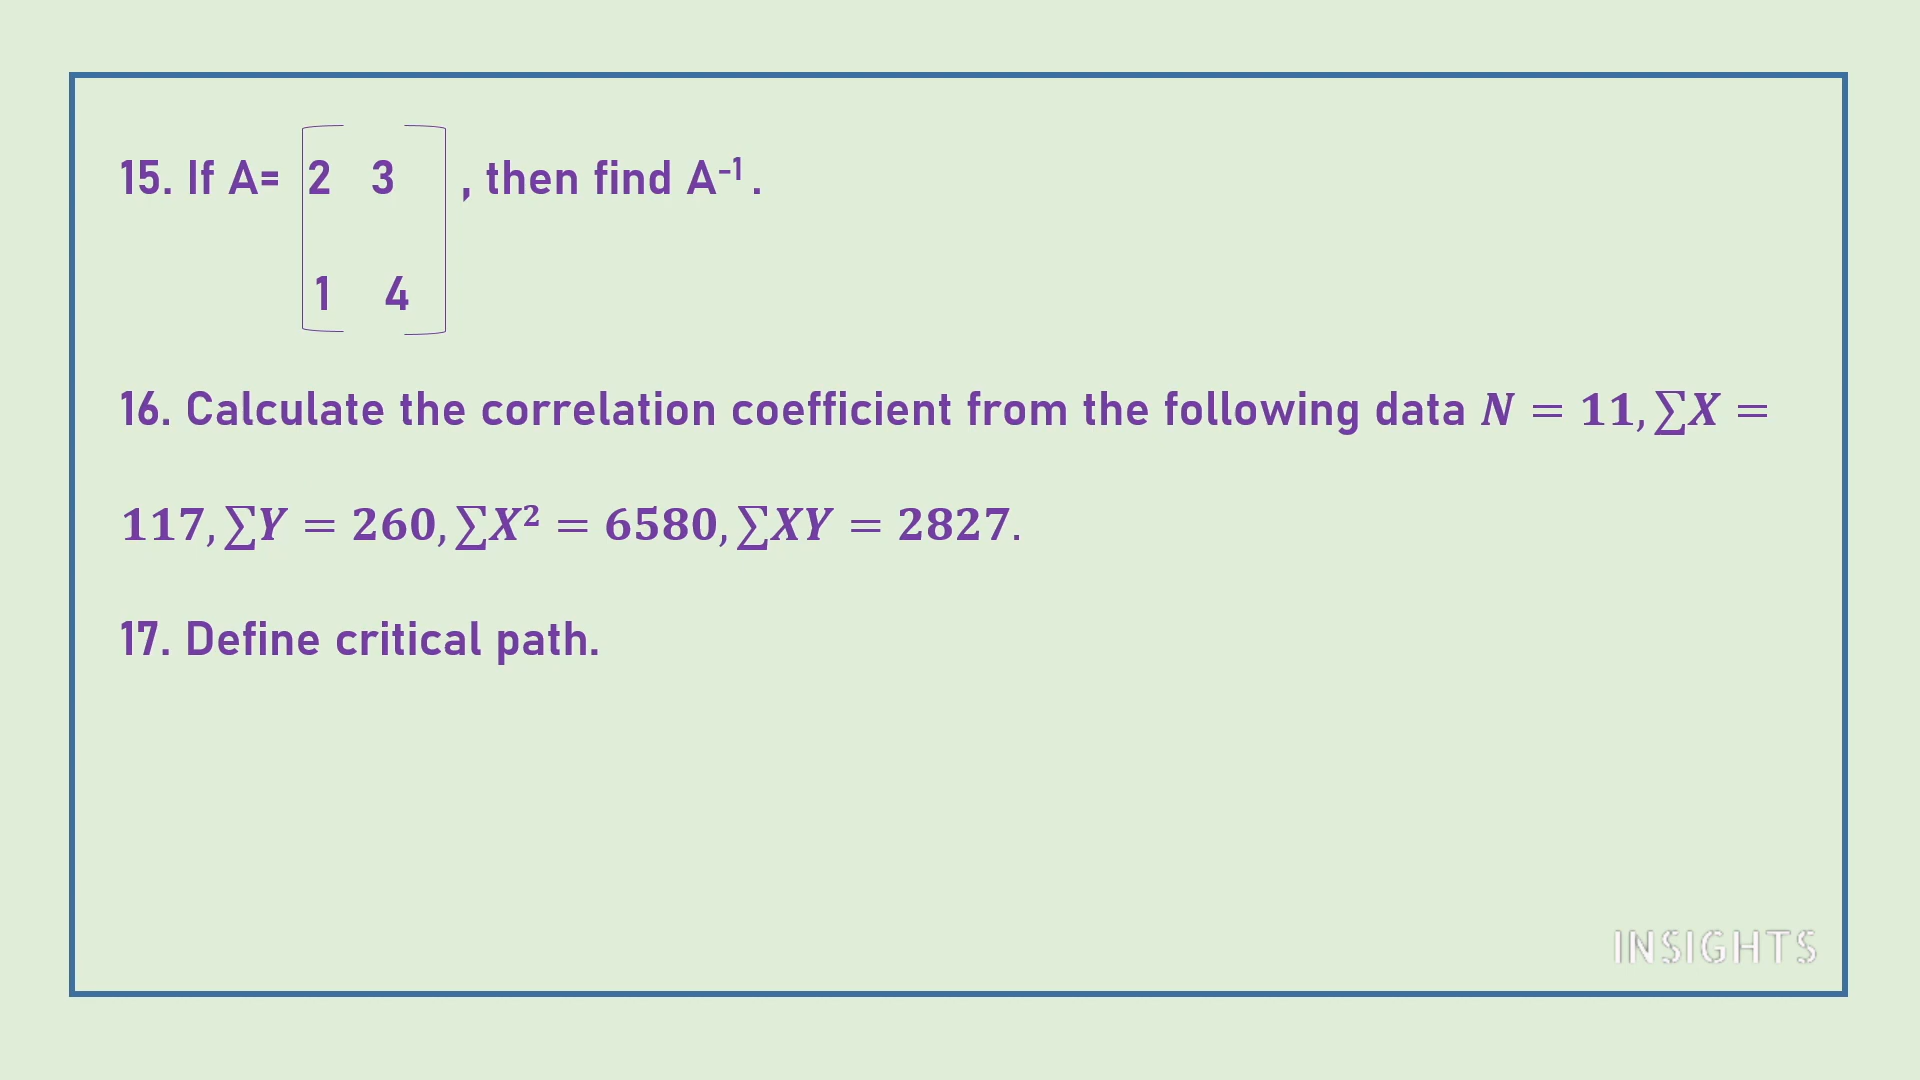 15. If A= 2 3 , then find A⁻¹ .
1 4
16. Calculate the correlation coefficient from the following data N = 11, ∑X =
117, ∑Y = 260, ∑X² = 6580, ∑XY = 2827.
17. Define critical path.
INSIGHTS